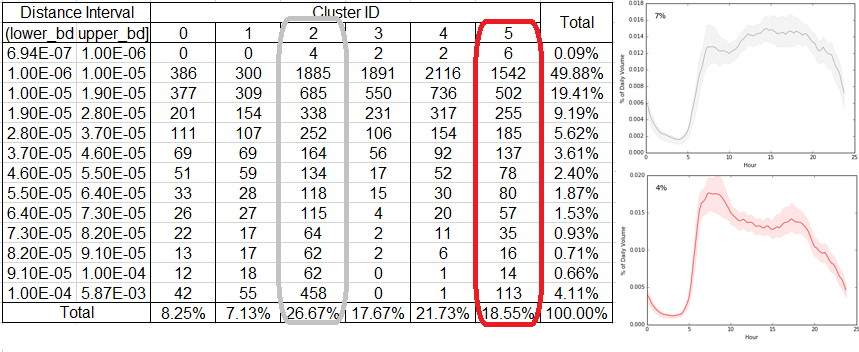 Distance Interval Cluster ID Total
(lower_bd upper_bd] 0 1 2 3 4 5
6.94E-07 1.00E-06 0 0 4 2 2 6 0.09%
1.00E-06 1.00E-05 386 300 1885 1891 2116 1542 49.88%
1.00E-05 1.90E-05 377 309 685 550 736 502 19.41%
1.90E-05 2.80E-05 201 154 338 231 317 255 9.19%
2.80E-05 3.70E-05 111 107 252 106 154 185 5.62%
3.70E-05 4.60E-05 69 69 164 56 92 137 3.61%
4.60E-05 5.50E-05 51 59 134 17 52 78 2.40%
5.50E-05 6.40E-05 33 28 118 15 30 80 1.87%
6.40E-05 7.30E-05 26 27 115 4 20 57 1.53%
7.30E-05 8.20E-05 22 17 64 2 11 35 0.93%
8.20E-05 9.10E-05 13 17 62 2 6 16 0.71%
9.10E-05 1.00E-04 12 18 62 0 1 14 0.66%
1.00E-04 5.87E-03 42 55 458 0 1 113 4.11%
Total 8.25% 7.13% 26.67% 17.67% 21.73% 18.55% 100.00%
7%
% of Daily Volume
0.018
0.016
0.014
0.012
0.010
0.008
0.006
0.004
0.002
0.000
0 5 10 15 20 25
Hour
4%
% of Daily Volume
0.020
0.015
0.010
0.005
0.000
0 5 10 15 20 25
Hour